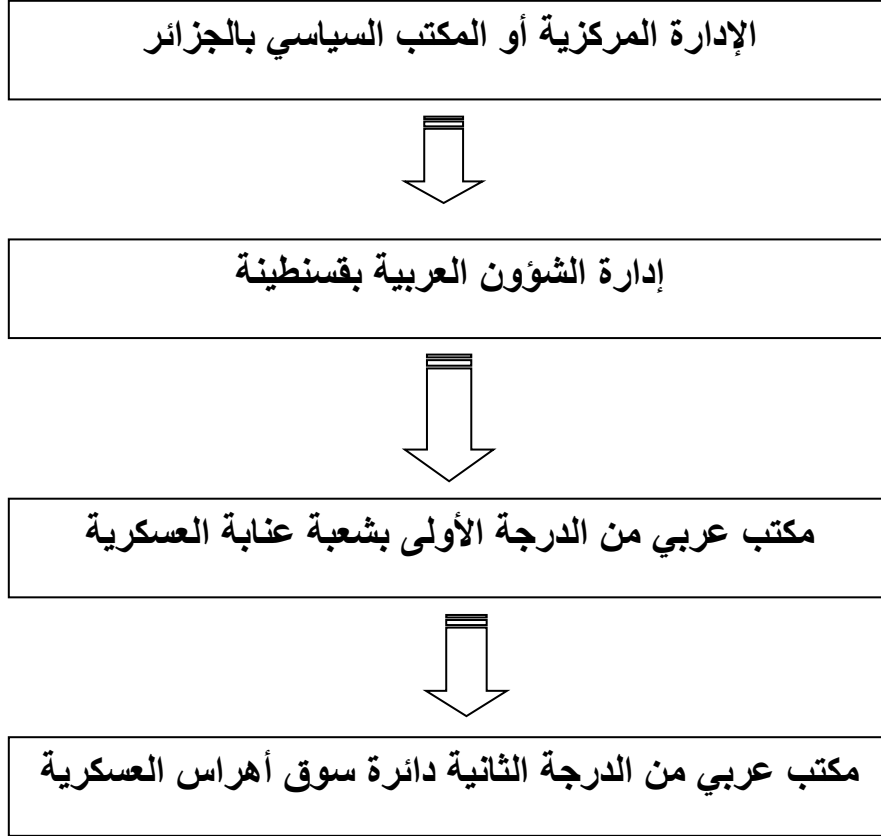 الإدارة المركزية أو المكتب السياسي بالجزائر
إدارة الشؤون العربية بقسنطينة
مكتب عربي من الدرجة الأولى بشعبة عنابة العسكرية
مكتب عربي من الدرجة الثانية دائرة سوق أهراس العسكرية